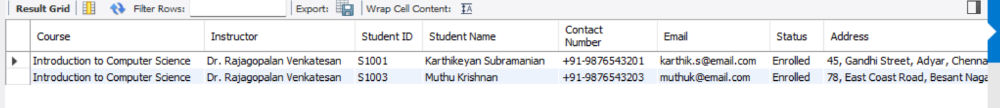 Result Grid Filter Rows: Export: Wrap Cell Content: IA
Course Instructor Student ID Student Name Contact Number Email Status Address
Introduction to Computer Science Dr. Rajagopalan Venkatesan S1001 Karthikeyan Subramanian +91-9876543201 karthik.s@email.com Enrolled 45, Gandhi Street, Adyar, Chenna
Introduction to Computer Science Dr. Rajagopalan Venkatesan S1003 Muthu Krishnan +91-9876543203 muthuk@email.com Enrolled 78, East Coast Road, Besant Naga